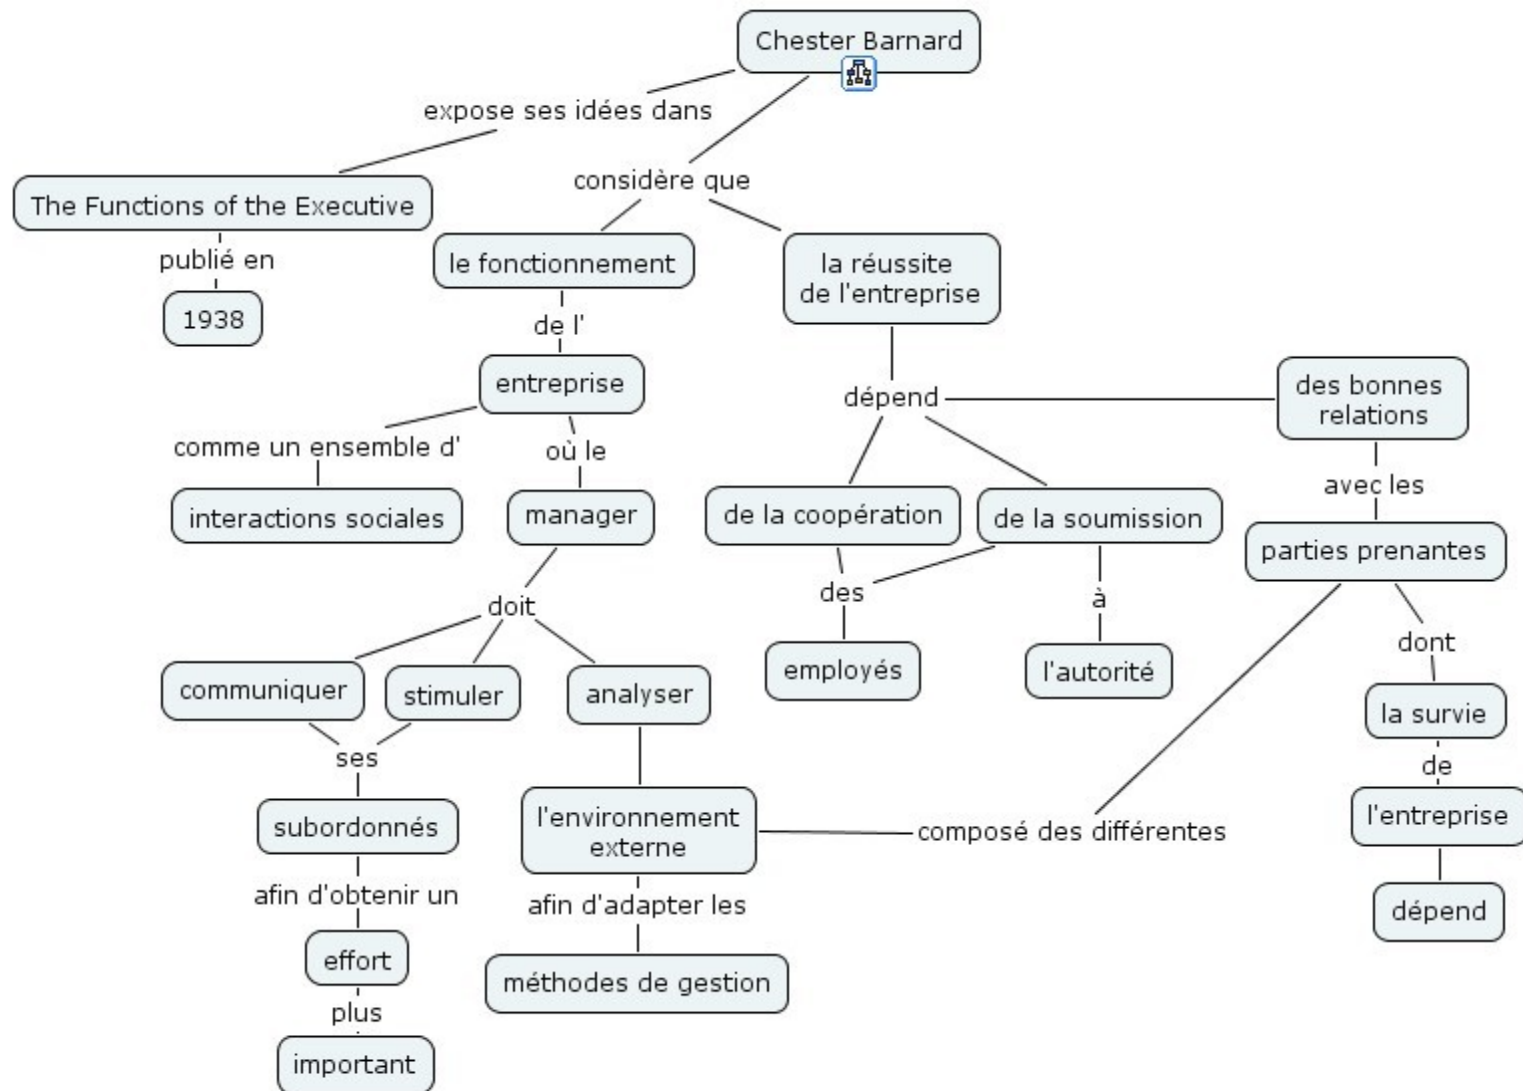 Chester Barnard
expose ses idées dans
considère que
The Functions of the Executive
publié en
1938
le fonctionnement
la réussite
de l'entreprise
de l'
entreprise
dépend
des bonnes
relations
comme un ensemble d'
où le
avec les
interactions sociales
manager
de la coopération
de la soumission
parties prenantes
doit
des
à
dont
communiquer
stimuler
analyser
employés
l'autorité
la survie
ses
de
subordonnés
l'environnement
externe
composé des différentes
l'entreprise
afin d'obtenir un
afin d'adapter les
dépend
effort
méthodes de gestion
plus
important